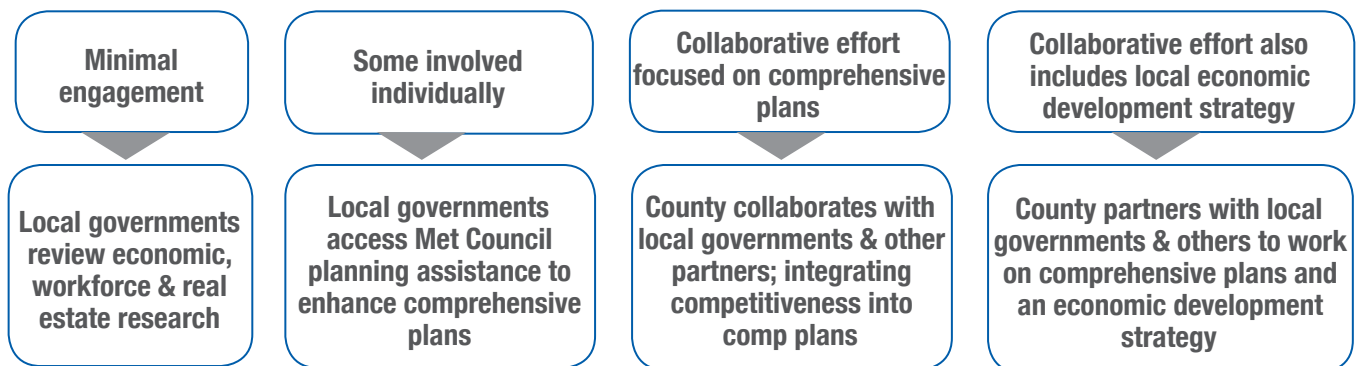 Minimal
engagement
Some involved
individually
Collaborative effort
focused on comprehensive
plans
Collaborative effort also
includes local economic
development strategy
Local governments
review economic,
workforce & real
estate research
Local governments
access Met Council
planning assistance to
enhance comprehensive
plans
County collaborates with
local governments & other
partners; integrating
competitiveness into
comp plans
County partners with local
governments & others to work
on comprehensive plans and
an economic development
strategy